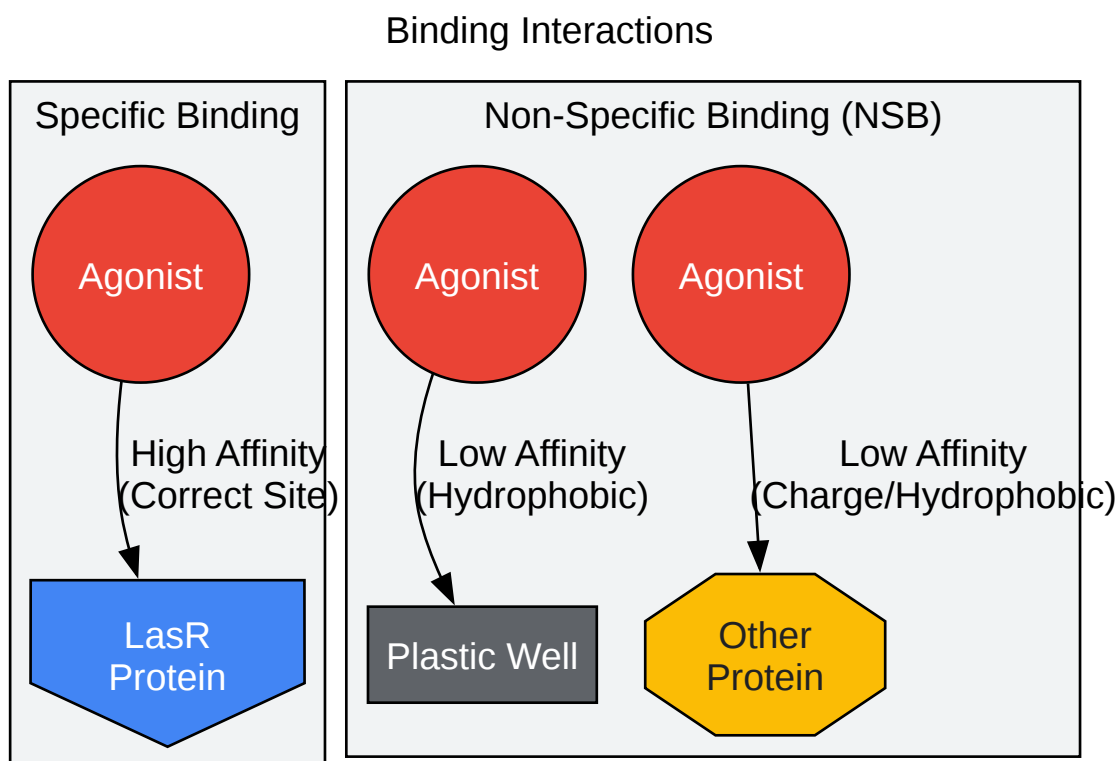 Binding Interactions
Specific Binding
Agonist
High Affinity
(Correct Site)
LasR
Protein
Non-Specific Binding (NSB)
Agonist
Low Affinity
(Hydrophobic)
Plastic Well
Agonist
Low Affinity
(Charge/Hydrophobic)
Other
Protein